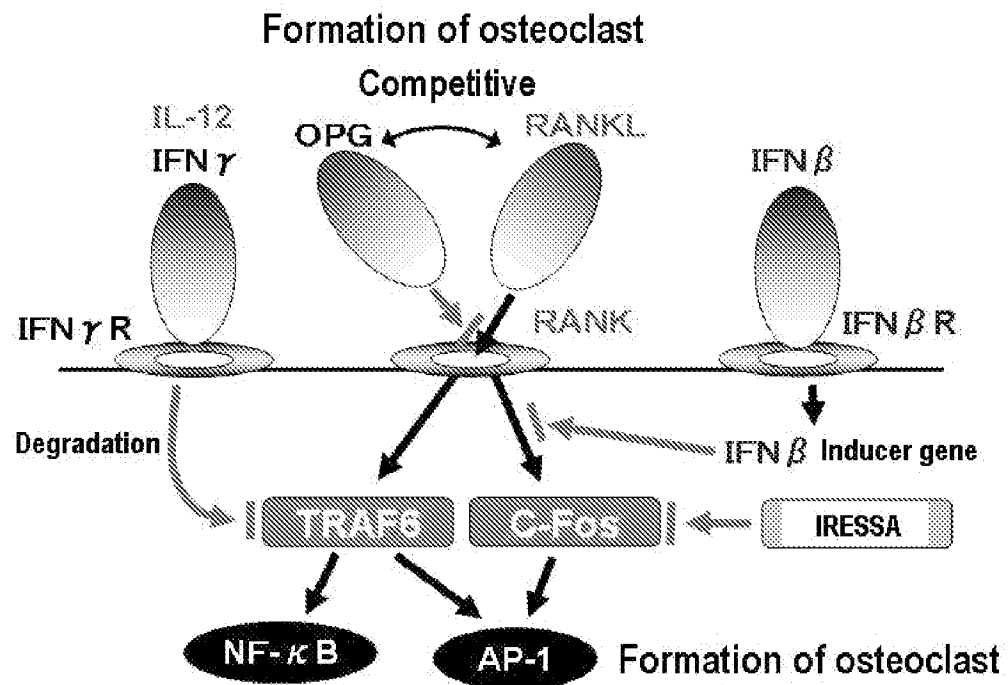 Formation of osteoclast
Competitive
IL-12
IFN γ
OPG
RANKL
IFN β
IFN γ R
RANK
IFN β R
Degradation
IFN β Inducer gene
TRAF6
C-Fos
IRESSA
NF-κB
AP-1
Formation of osteoclast